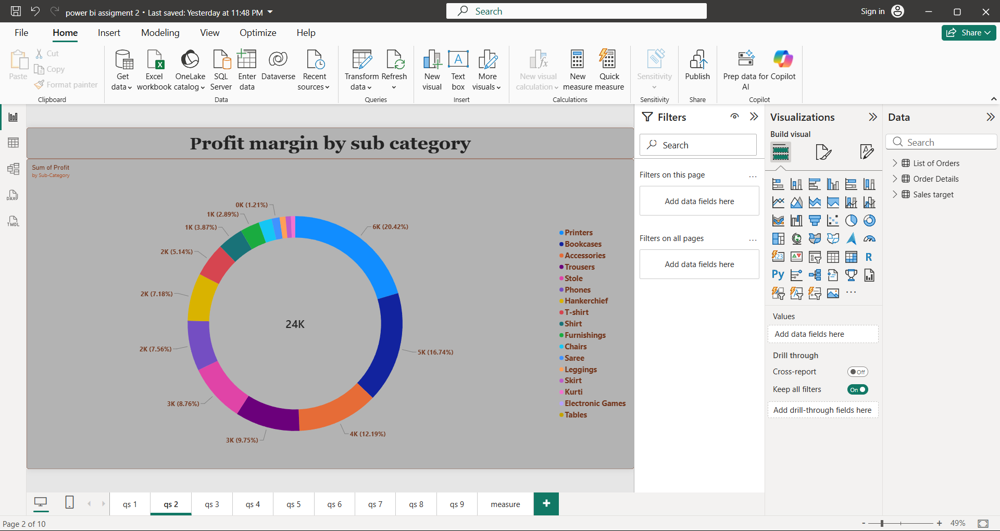 power bi assigment 2 • Last saved: Yesterday at 11:48 PM
Search
Sign in
File
Home
Insert
Modeling
View
Optimize
Help
Share
Paste
Cut
Copy
Format painter
Clipboard
Get data
Excel workbook
OneLake catalog
SQL Server
Enter data
Dataverse
Recent sources
Data
Transform data
Refresh
Queries
New visual
A
Text box
More visuals
Insert
New visual calculation
New measure
Quick measure
Calculations
Sensitivity
Sensitivity
Publish
Share
Prep data for AI
Copilot
Copilot
DAX
TMDL
Profit margin by sub category
Sum of Profit
by Sub-Category
0K (1.21%)
1K (2.89%)
1K (3.87%)
2K (5.14%)
2K (7.18%)
2K (7.56%)
3K (8.76%)
3K (9.75%)
4K (12.19%)
5K (16.74%)
6K (20.42%)
24K
Printers
Bookcases
Accessories
Trousers
Stole
Phones
Hankerchief
T-shirt
Shirt
Furnishings
Chairs
Saree
Leggings
Skirt
Kurti
Electronic Games
Tables
Filters
Search
Filters on this page
...
Add data fields here
Filters on all pages
...
Add data fields here
Visualizations
Build visual
123
R
Py
...
Values
Add data fields here
Drill through
Cross-report
Off
Keep all filters
On
Add drill-through fields here
Data
Search
List of Orders
Order Details
Sales target
qs 1
qs 2
qs 3
qs 4
qs 5
qs 6
qs 7
qs 8
qs 9
measure
+
Page 2 of 10
- + 49%